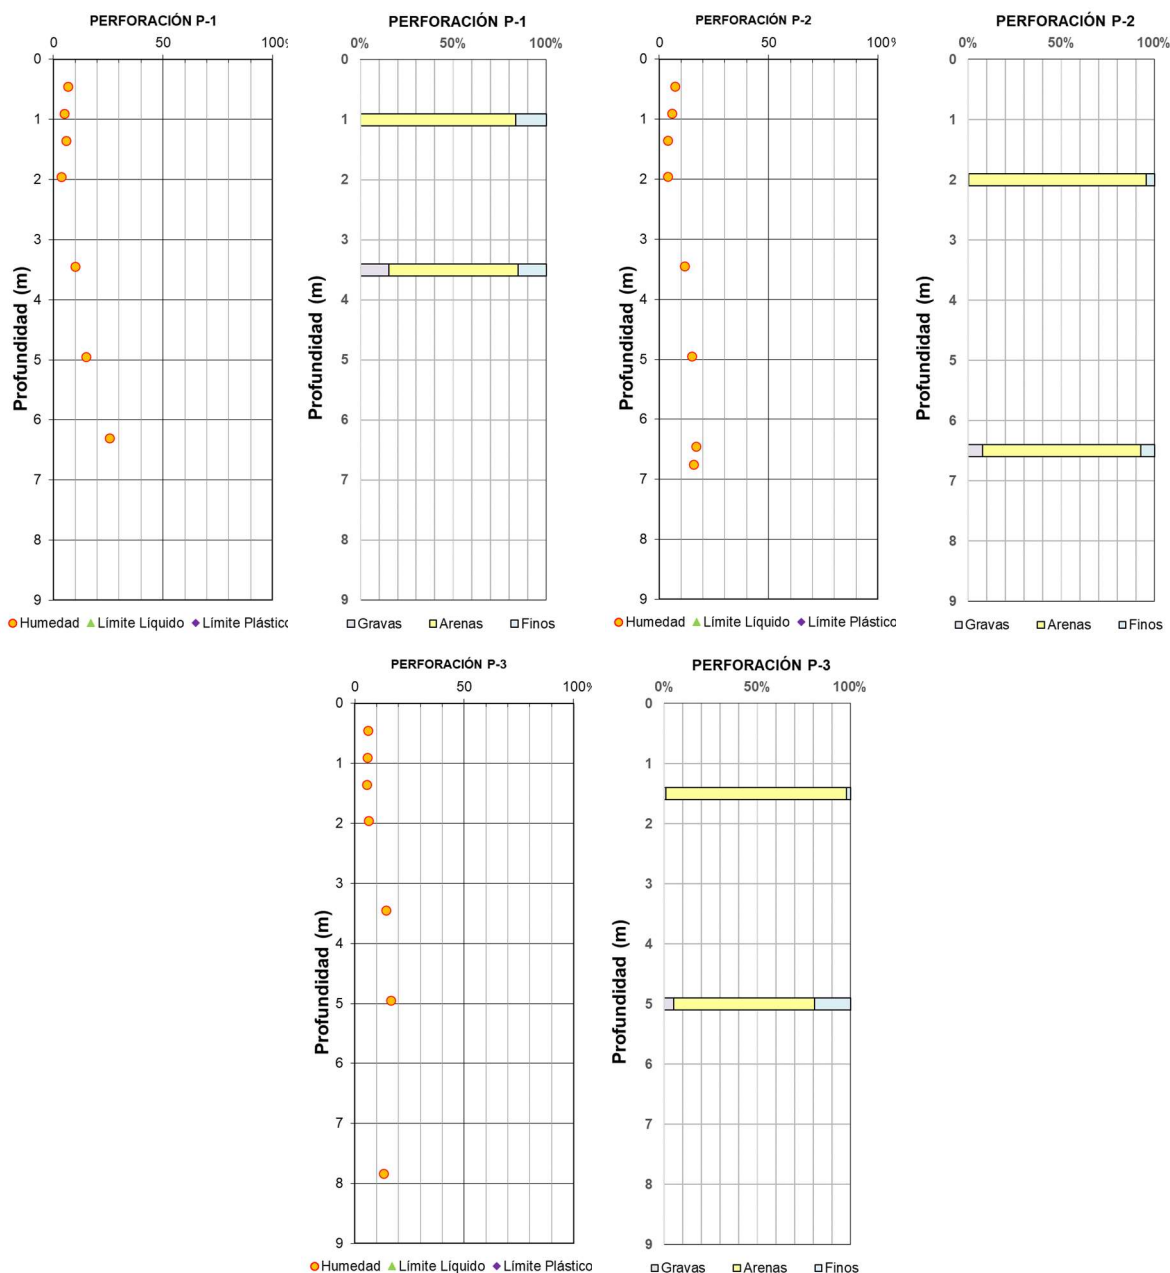 PERFORACIÓN P-1
0 50 100%
0
1
2
3
4
5
6
7
8
9
Profundidad (m)
Humedad Límite Líquido Límite Plástico
PERFORACIÓN P-1
0% 50% 100%
0
1
2
3
4
5
6
7
8
9
Profundidad (m)
Gravas Arenas Finos
PERFORACIÓN P-2
0 50 100%
0
1
2
3
4
5
6
7
8
9
Profundidad (m)
Humedad Límite Líquido Límite Plástico
PERFORACIÓN P-2
0% 50% 100%
0
1
2
3
4
5
6
7
8
9
Profundidad (m)
Gravas Arenas Finos
PERFORACIÓN P-3
0 50 100%
0
1
2
3
4
5
6
7
8
9
Profundidad (m)
Humedad Límite Líquido Límite Plástico
PERFORACIÓN P-3
0% 50% 100%
0
1
2
3
4
5
6
7
8
9
Profundidad (m)
Gravas Arenas Finos